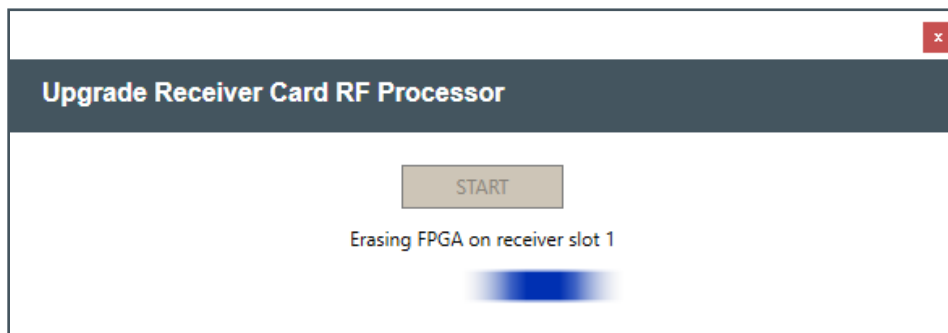 x
Upgrade Receiver Card RF Processor
START
Erasing FPGA on receiver slot 1